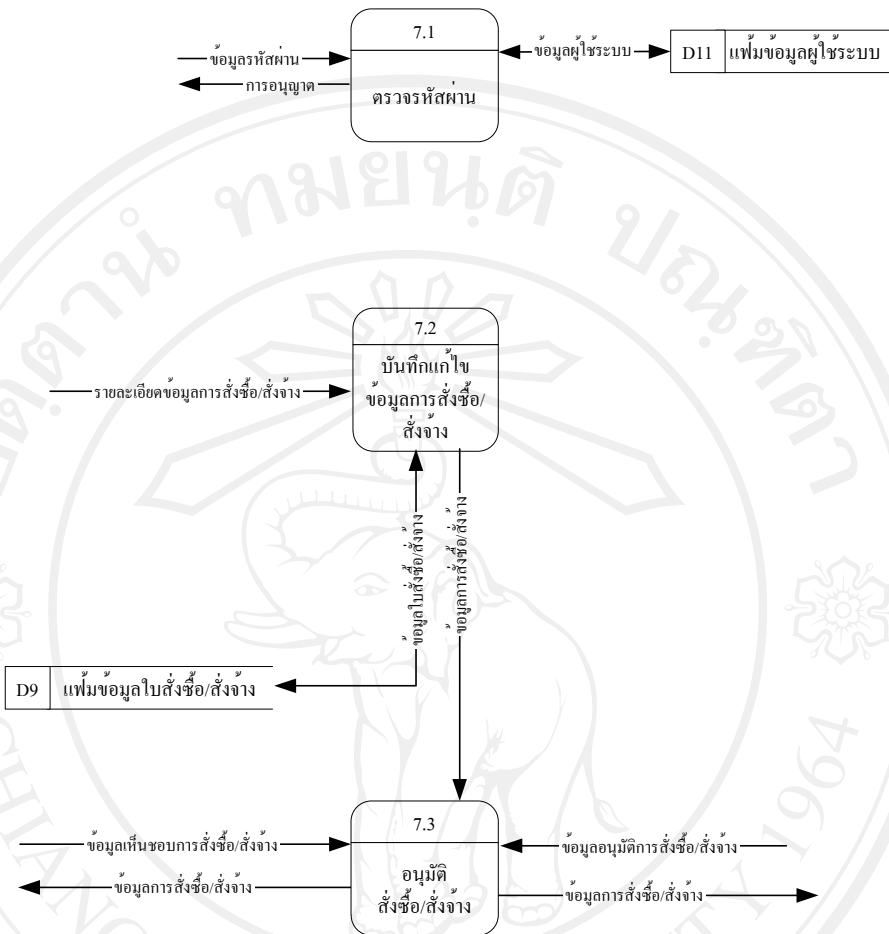 7.1
ข้อมูลรหัสผ่าน
ข้อมูลผู้ใช้ระบบ
D11 แฟ้มข้อมูลผู้ใช้ระบบ
การอนุญาต
ตรวจรหัสผ่าน
ทมยนฺติ ปณฺฑิตา
7.2
บันทึกแก้ไข
ข้อมูลการสั่งซื้อ/
สั่งจ้าง
รายละเอียดข้อมูลการสั่งซื้อ/สั่งจ้าง
ข้อมูลใบสั่งซื้อ/สั่งจ้าง
ข้อมูลการสั่งซื้อ/สั่งจ้าง
D9 แฟ้มข้อมูลใบสั่งซื้อ/สั่งจ้าง
7.3
ข้อมูลเห็นชอบการสั่งซื้อ/สั่งจ้าง
ข้อมูลอนุมัติการสั่งซื้อ/สั่งจ้าง
อนุมัติ
สั่งซื้อ/สั่งจ้าง
ข้อมูลการสั่งซื้อ/สั่งจ้าง
ข้อมูลการสั่งซื้อ/สั่งจ้าง
1964